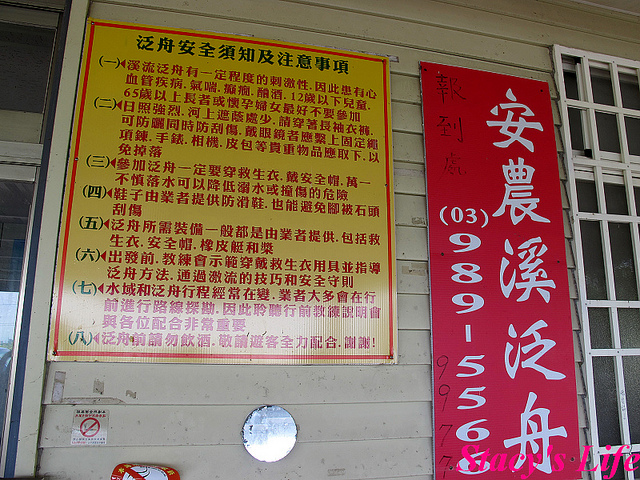 泛舟安全須知及注意事項
(一)溪流泛舟有一定程度的刺激性,因此患有心
血管疾病,氣喘,癲癇,酗酒,12歲以下兒童,
65歲以上長者或懷孕婦女最好不要參加
(二)日照強烈,河上遮蔭處少,請穿著長袖衣褲,
可防曬同時防刮傷,戴眼鏡者應繫上固定繩
項鍊,手錶,相機,皮包等貴重物品應取下,以
免掉落
(三)參加泛舟一定要穿救生衣,戴安全帽,萬一
不慎落水可以降低溺水或撞傷的危險
(四)鞋子由業者提供防滑鞋,也能避免腳被石頭
刮傷
(五)泛舟所需裝備一般都是由業者提供,包括救
生衣,安全帽,橡皮艇和槳
(六)出發前,教練會示範穿戴救生衣用具並指導
泛舟方法,通過激流的技巧和安全守則
(七)水域和泛舟行程經常在變,業者大多會在行
前進行路線探勘,因此聆聽行前教練說明會
與各位配合非常重要
(八)泛舟前請勿飲酒,敬請遊客全力配合,謝謝!
報到處
安農溪泛舟
(03)
989-556
9977
Stacy's Life